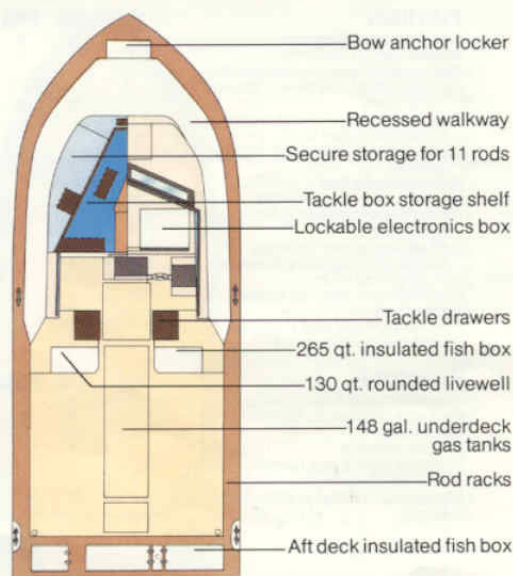 Bow anchor locker
Recessed walkway
Secure storage for 11 rods
Tackle box storage shelf
Lockable electronics box
Tackle drawers
265 qt. insulated fish box
130 qt. rounded livewell
148 gal. underdeck
gas tanks
Rod racks
Aft deck insulated fish box